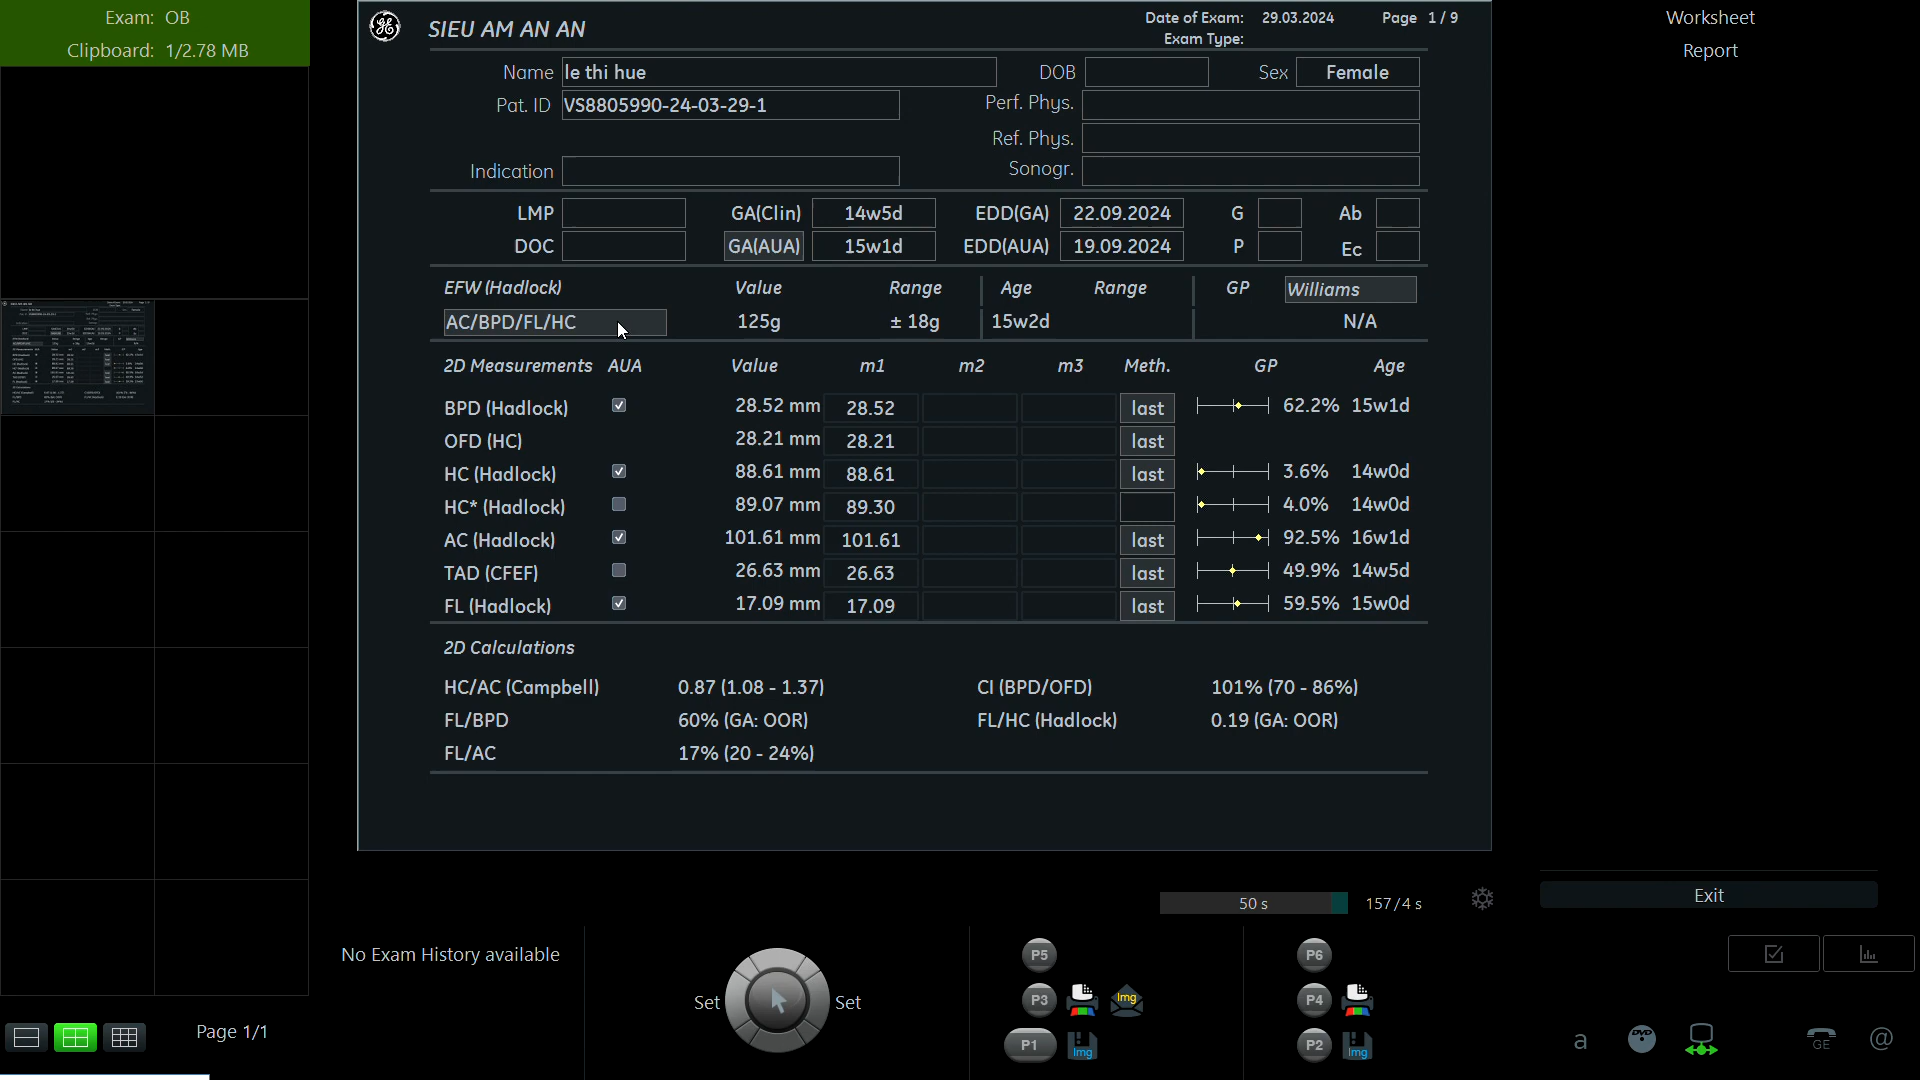 Exam: OB
Clipboard: 1/2.78 MB
SIEU AM AN AN
Date of Exam: 29.03.2024 Page 1 / 9
Exam Type:
Worksheet
Report
Name le thi hue DOB Sex Female
Pat. ID VS8805990-24-03-29-1 Perf. Phys.
Ref. Phys.
Indication Sonogr.
LMP GA(Clin) 14w5d EDD(GA) 22.09.2024 G Ab
DOC GA(AUA) 15w1d EDD(AUA) 19.09.2024 P Ec
EFW (Hadlock) Value Range Age Range GP Williams
AC/BPD/FL/HC 125g ± 18g 15w2d N/A
2D Measurements AUA Value m1 m2 m3 Meth. GP Age
BPD (Hadlock) 28.52 mm 28.52 last 62.2% 15w1d
OFD (HC) 28.21 mm 28.21 last
HC (Hadlock) 88.61 mm 88.61 last 3.6% 14w0d
HC* (Hadlock) 89.07 mm 89.30 4.0% 14w0d
AC (Hadlock) 101.61 mm 101.61 last 92.5% 16w1d
TAD (CFEF) 26.63 mm 26.63 last 49.9% 14w5d
FL (Hadlock) 17.09 mm 17.09 last 59.5% 15w0d
2D Calculations
HC/AC (Campbell) 0.87 (1.08 - 1.37) CI (BPD/OFD) 101% (70 - 86%)
FL/BPD 60% (GA: OOR) FL/HC (Hadlock) 0.19 (GA: OOR)
FL/AC 17% (20 - 24%)
50 s 157/4 s
Exit
No Exam History available
Set Set
P5 P6
P3 Img P4
P1 Img P2 Img
Page 1/1
a DVD GE @